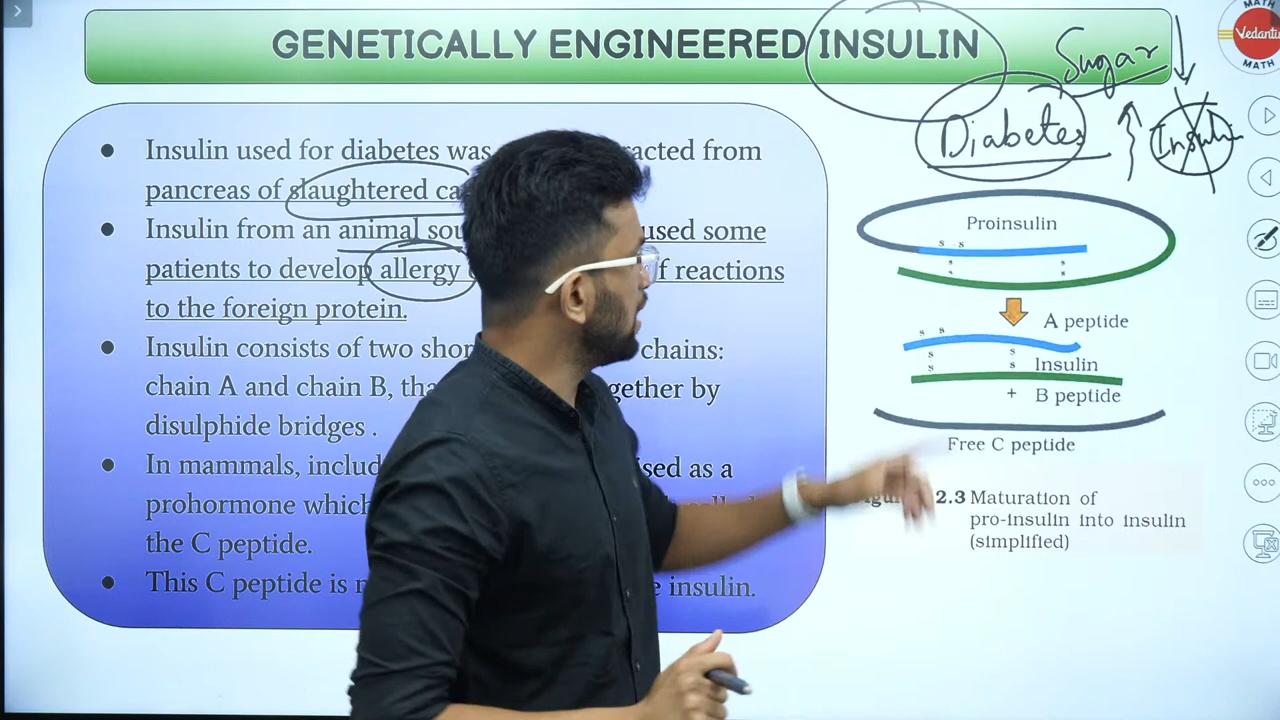 GENETICALLY ENGINEERED INSULIN
Sugar
Diabetes
Insulin
MATH
Vedantu
MATH
Insulin used for diabetes was racted from
pancreas of slaughtered ca
Insulin from an animal sou used some
patients to develop allergy f reactions
to the foreign protein.
Insulin consists of two shor chains:
chain A and chain B, tha gether by
disulphide bridges .
In mammals, includ ised as a
prohormone which
the C peptide.
This C peptide is n e insulin.
Proinsulin
s s
s s
s s
A peptide
s s
s s
s s Insulin
+ B peptide
Free C peptide
2.3 Maturation of
pro-insulin into insulin
(simplified)